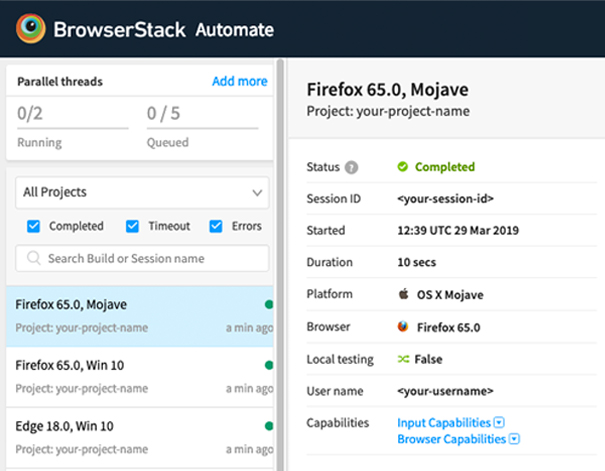 BrowserStack Automate
Parallel threads Add more
0/2 0 / 5
Running Queued
All Projects
Completed Timeout Errors
Search Build or Session name
Firefox 65.0, Mojave
Project: your-project-name a min ago
Firefox 65.0, Win 10
Project: your-project-name a min ago
Edge 18.0, Win 10
Project: your-project-name a min ago
Firefox 65.0, Mojave
Project: your-project-name
Status ? Completed
Session ID <your-session-id>
Started 12:39 UTC 29 Mar 2019
Duration 10 secs
Platform OS X Mojave
Browser Firefox 65.0
Local testing False
User name <your-username>
Capabilities Input Capabilities
Browser Capabilities